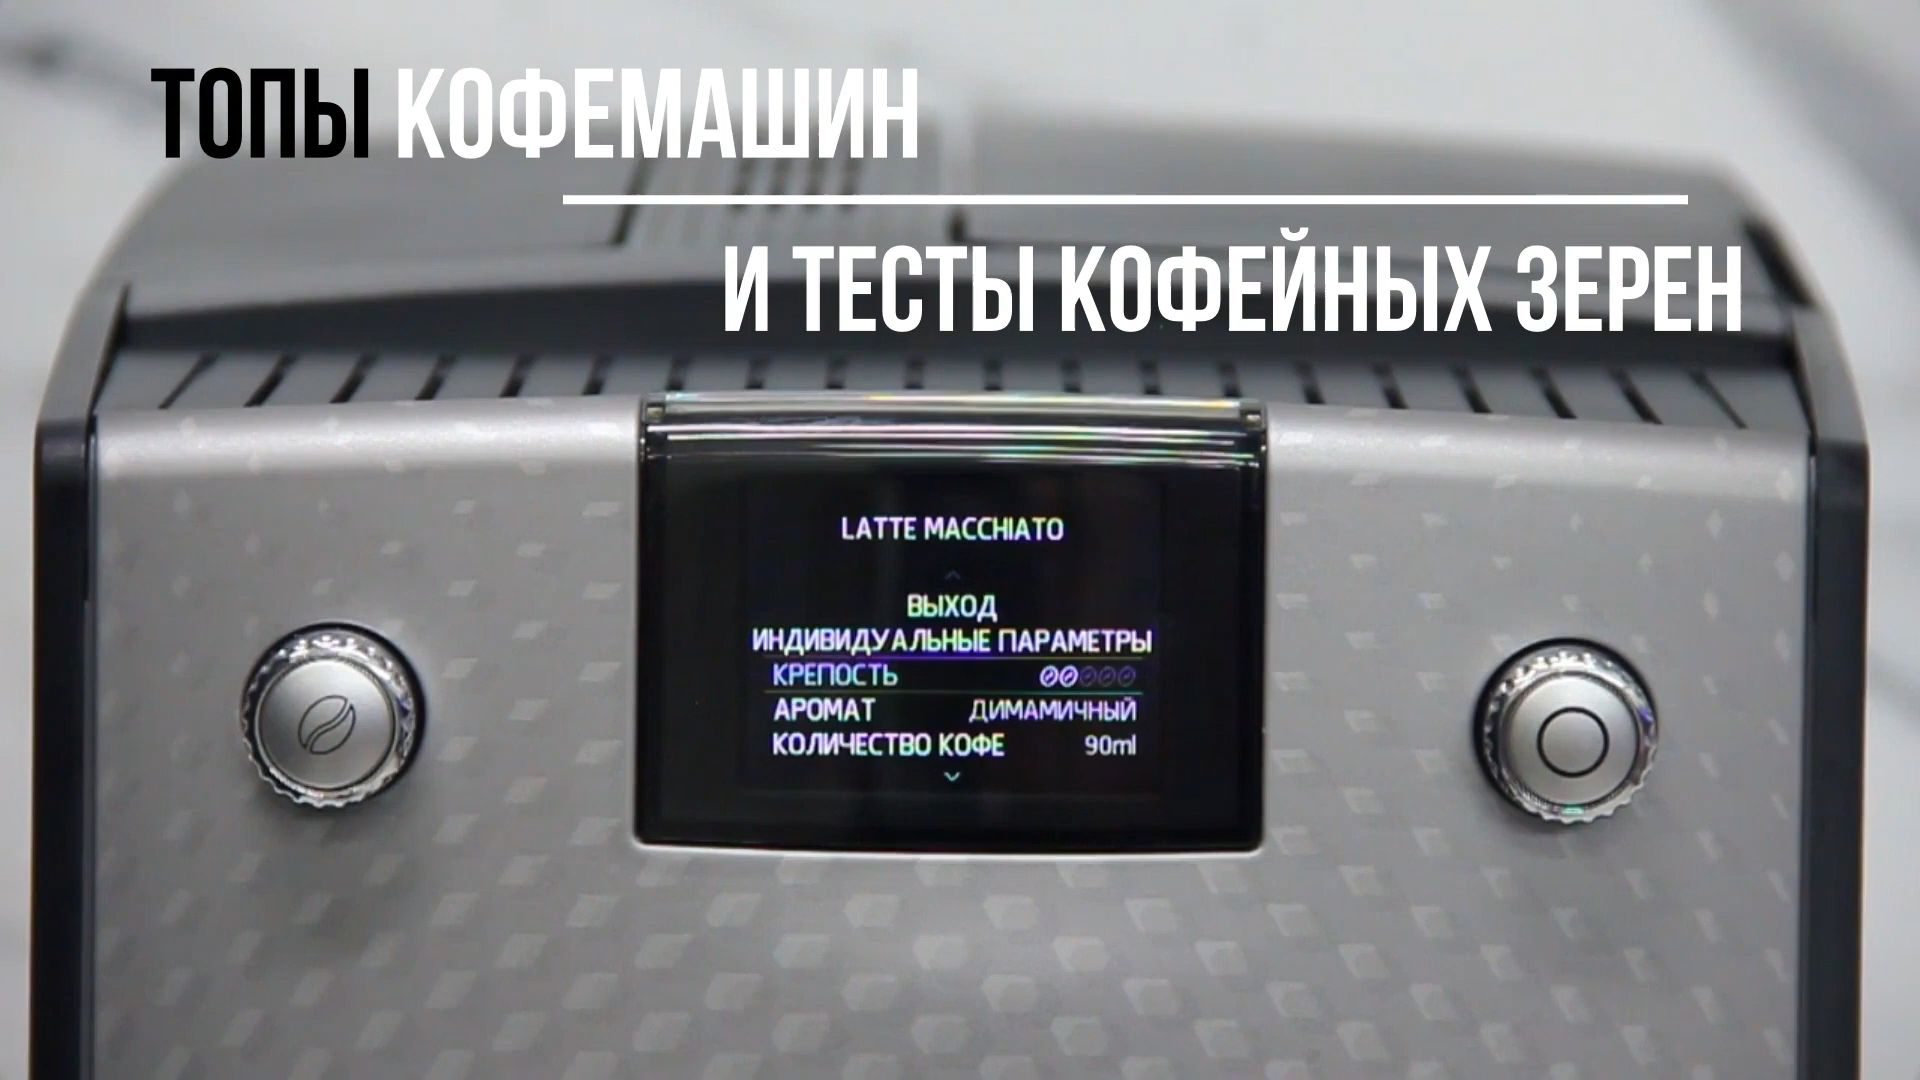 ТОПЫ КОФЕМАШИН
И ТЕСТЫ КОФЕЙНЫХ ЗЕРЕН
LATTE MACCHIATO
ВЫХОД
ИНДИВИДУАЛЬНЫЕ ПАРАМЕТРЫ
КРЕПОСТЬ
АРОМАТ ДИМАМИЧНЫЙ
КОЛИЧЕСТВО КОФЕ 90ml